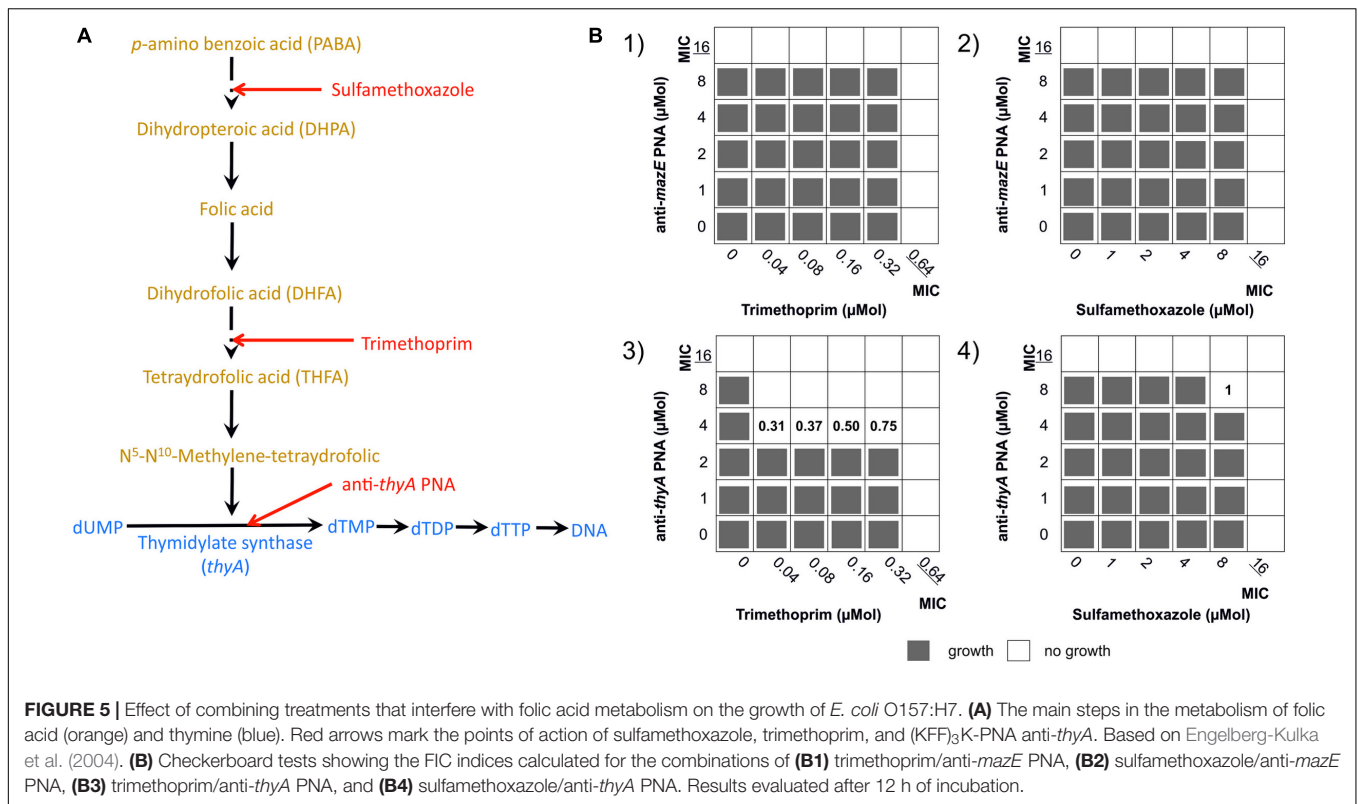 A
p-amino benzoic acid (PABA)
Sulfamethoxazole
Dihydropteroic acid (DHPA)
Folic acid
Dihydrofolic acid (DHFA)
Trimethoprim
Tetraydrofolic acid (THFA)
N⁵-N¹⁰-Methylene-tetraydrofolic
anti-thyA PNA
dUMP dTMP dTDP dTTP DNA
Thymidylate synthase
(thyA)
B
1)
MIC
16
8
4
2
1
0
anti-mazE PNA (µMol)
0 0.04 0.08 0.16 0.32 0.64
MIC
Trimethoprim (µMol)
2)
MIC
16
8
4
2
1
0
anti-mazE PNA (µMol)
0 1 2 4 8 16
MIC
Sulfamethoxazole (µMol)
3)
MIC
16
8
4 0.31 0.37 0.50 0.75
2
1
0
anti-thyA PNA (µMol)
0 0.04 0.08 0.16 0.32 0.64
MIC
Trimethoprim (µMol)
4)
MIC
16
8 1
4
2
1
0
anti-thyA PNA (µMol)
0 1 2 4 8 16
MIC
Sulfamethoxazole (µMol)
growth no growth
FIGURE 5 | Effect of combining treatments that interfere with folic acid metabolism on the growth of E. coli O157:H7. (A) The main steps in the metabolism of folic
acid (orange) and thymine (blue). Red arrows mark the points of action of sulfamethoxazole, trimethoprim, and (KFF)₃K-PNA anti-thyA. Based on Engelberg-Kulka
et al. (2004). (B) Checkerboard tests showing the FIC indices calculated for the combinations of (B1) trimethoprim/anti-mazE PNA, (B2) sulfamethoxazole/anti-mazE
PNA, (B3) trimethoprim/anti-thyA PNA, and (B4) sulfamethoxazole/anti-thyA PNA. Results evaluated after 12 h of incubation.